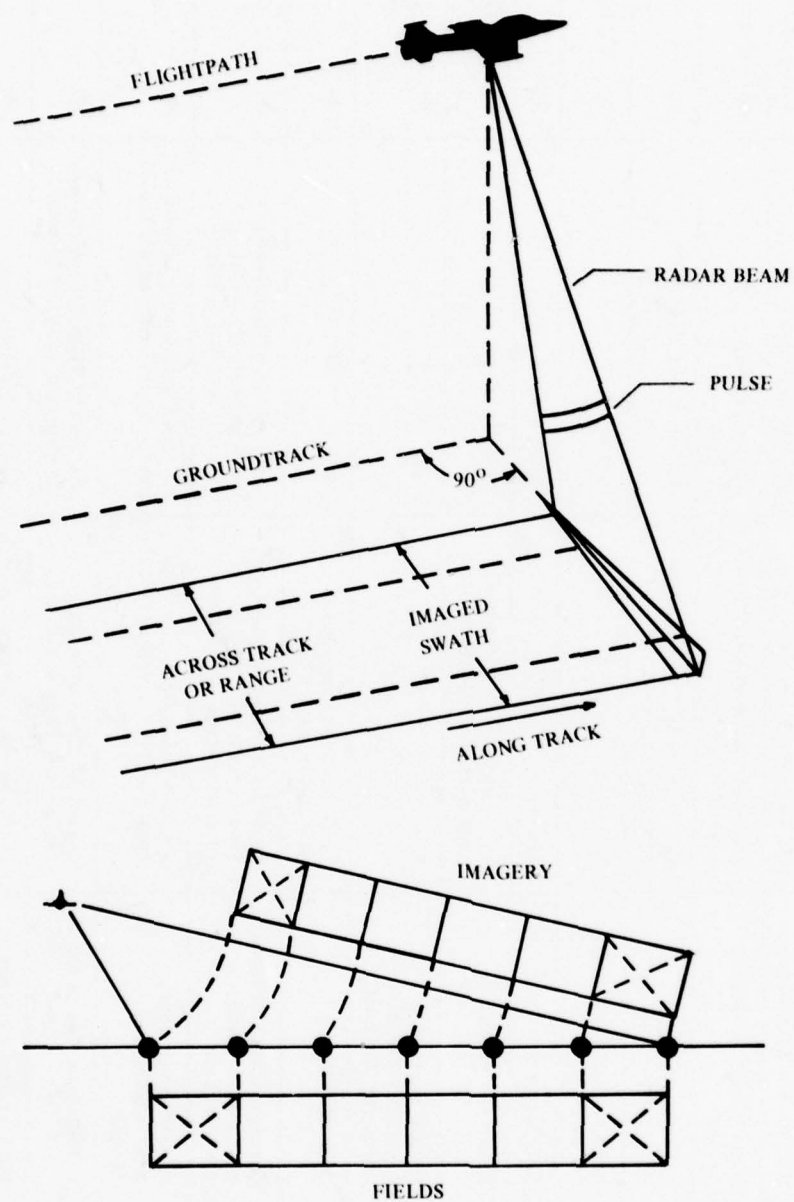 FLIGHTPATH
RADAR BEAM
PULSE
GROUNDTRACK
90°
IMAGED
SWATH
ACROSS TRACK
OR RANGE
ALONG TRACK
IMAGERY
FIELDS